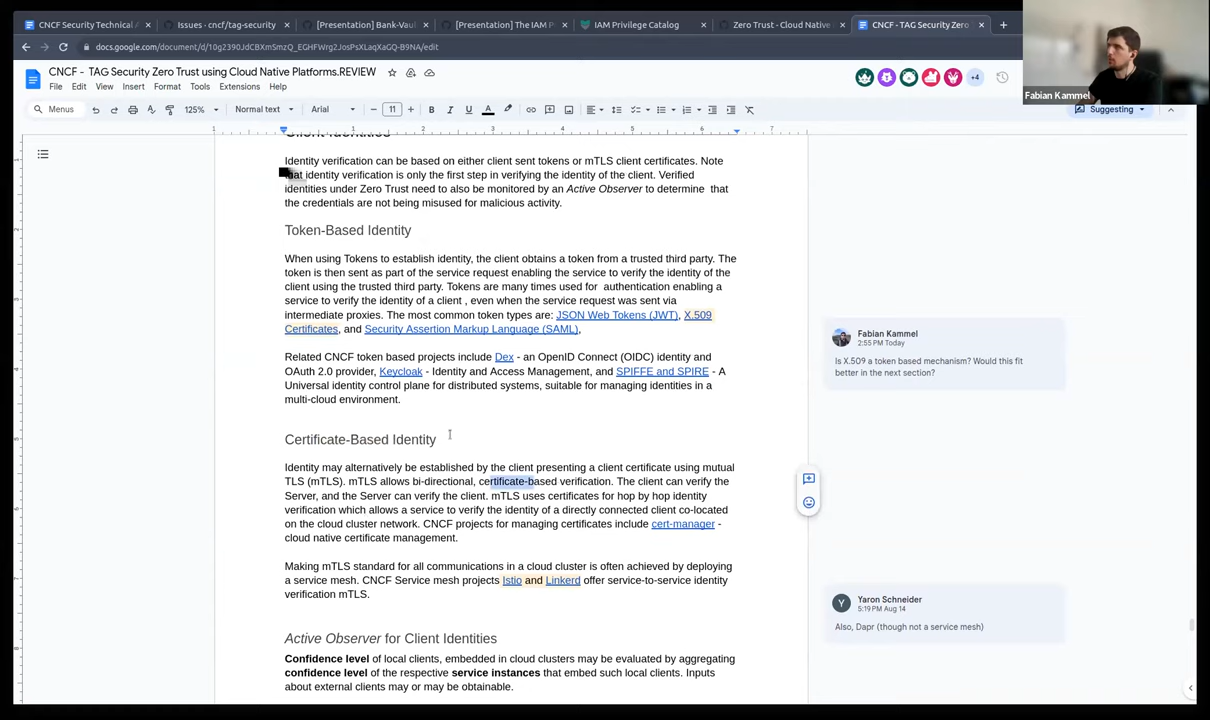 CNCF Security Technical A
Issues · cncf/tag-security
[Presentation] Bank-Vaul
[Presentation] The IAM P
IAM Privilege Catalog
Zero Trust - Cloud Native
CNCF - TAG Security Zero
docs.google.com/document/d/10g2390JdCBXmSmzQ_EGHFWrg2JosPsXLaqXaGQ-B9NA/edit
CNCF - TAG Security Zero Trust using Cloud Native Platforms.REVIEW
File Edit View Insert Format Tools Extensions Help
+4
Fabian Kammel
Menus 125% Normal text Arial 11 Suggesting
Client Identities
Identity verification can be based on either client sent tokens or mTLS client certificates. Note
that identity verification is only the first step in verifying the identity of the client. Verified
identities under Zero Trust need to also be monitored by an Active Observer to determine that
the credentials are not being misused for malicious activity.
Token-Based Identity
When using Tokens to establish identity, the client obtains a token from a trusted third party. The
token is then sent as part of the service request enabling the service to verify the identity of the
client using the trusted third party. Tokens are many times used for authentication enabling a
service to verify the identity of a client , even when the service request was sent via
intermediate proxies. The most common token types are: JSON Web Tokens (JWT), X.509
Certificates, and Security Assertion Markup Language (SAML),
Related CNCF token based projects include Dex - an OpenID Connect (OIDC) identity and
OAuth 2.0 provider, Keycloak - Identity and Access Management, and SPIFFE and SPIRE - A
Universal identity control plane for distributed systems, suitable for managing identities in a
multi-cloud environment.
Certificate-Based Identity
Identity may alternatively be established by the client presenting a client certificate using mutual
TLS (mTLS). mTLS allows bi-directional, certificate-based verification. The client can verify the
Server, and the Server can verify the client. mTLS uses certificates for hop by hop identity
verification which allows a service to verify the identity of a directly connected client co-located
on the cloud cluster network. CNCF projects for managing certificates include cert-manager -
cloud native certificate management.
Making mTLS standard for all communications in a cloud cluster is often achieved by deploying
a service mesh. CNCF Service mesh projects Istio and Linkerd offer service-to-service identity
verification mTLS.
Active Observer for Client Identities
Confidence level of local clients, embedded in cloud clusters may be evaluated by aggregating
confidence level of the respective service instances that embed such local clients. Inputs
about external clients may or may be obtainable.
Fabian Kammel
2:55 PM Today
Is X.509 a token based mechanism? Would this fit
better in the next section?
Y
Yaron Schneider
5:19 PM Aug 14
Also, Dapr (though not a service mesh)